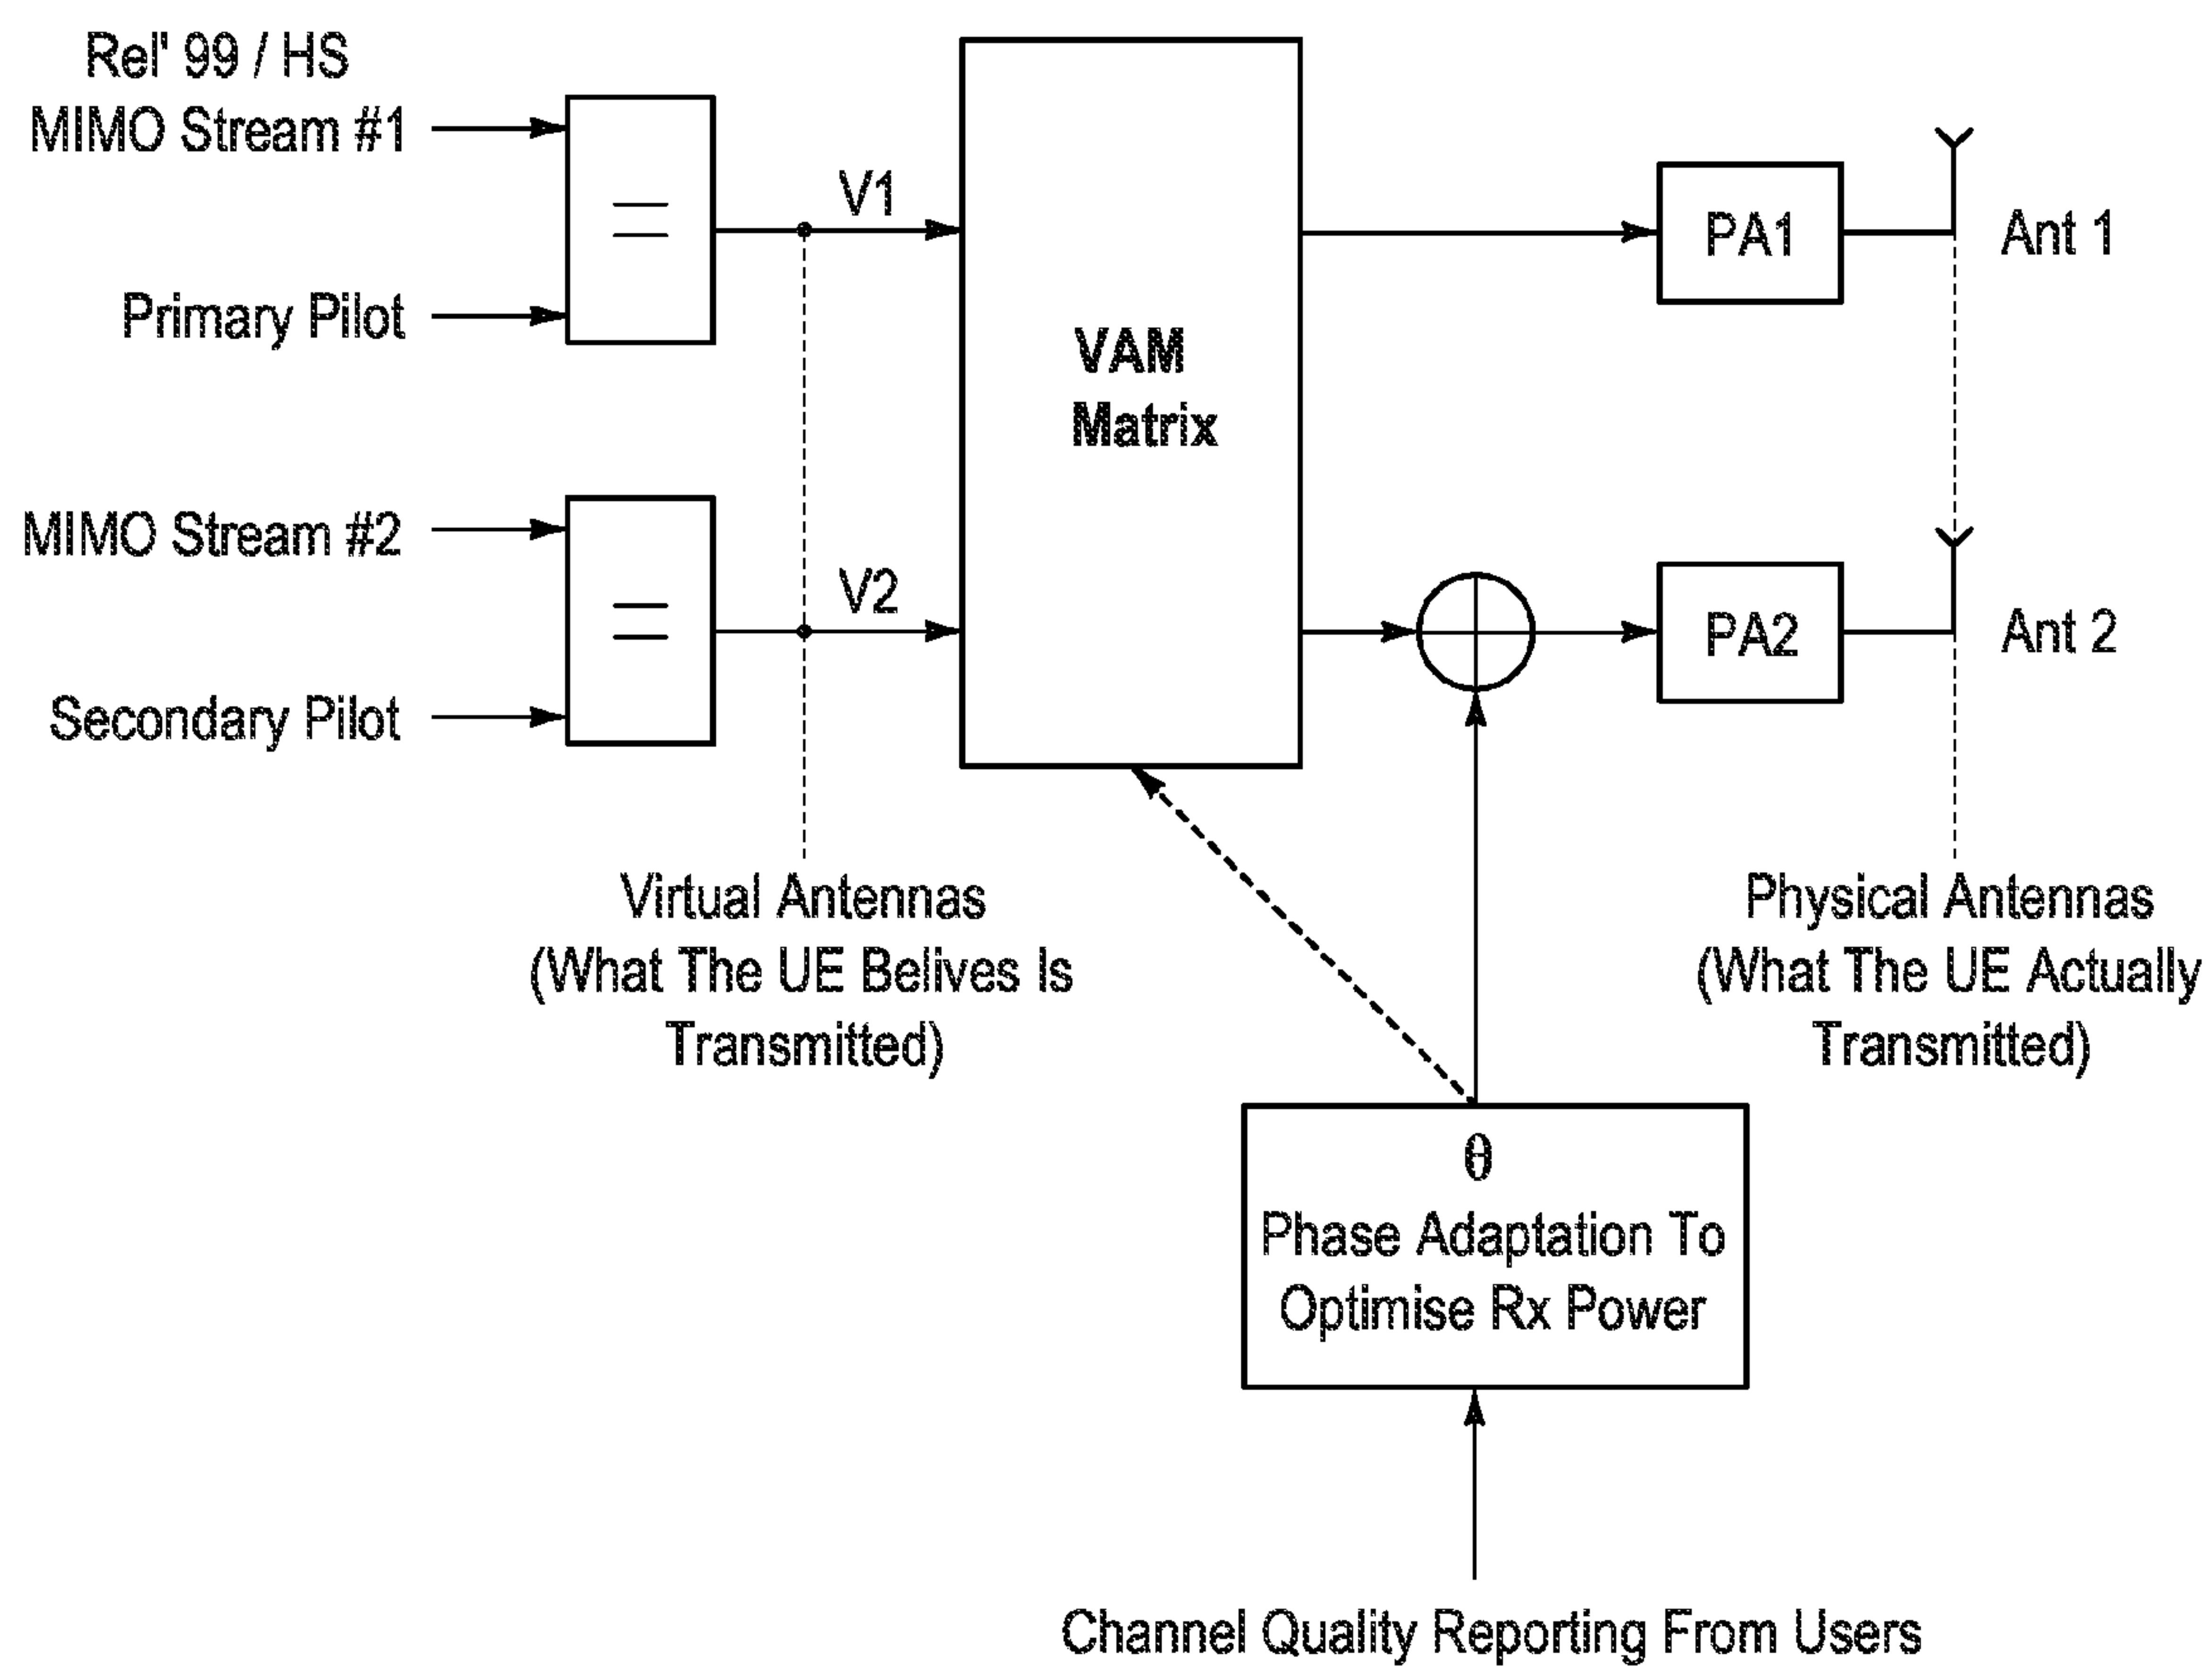 Rel' 99 / HS
MIMO Stream #1
Primary Pilot
MIMO Stream #2
Secondary Pilot
=
=
V1
V2
VAM
Matrix
PA1
PA2
Ant 1
Ant 2
Virtual Antennas
(What The UE Belives Is
Transmitted)
Physical Antennas
(What The UE Actually
Transmitted)
θ
Phase Adaptation To
Optimise Rx Power
Channel Quality Reporting From Users